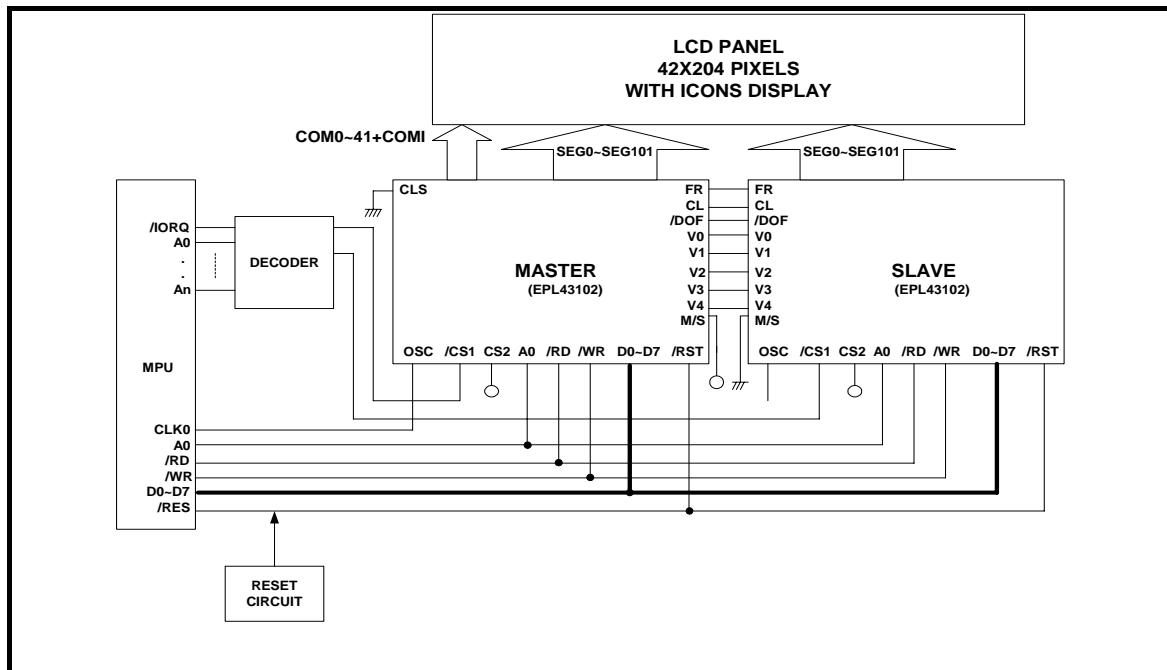 LCD PANEL
42X204 PIXELS
WITH ICONS DISPLAY
COM0~41+COMI
SEG0~SEG101
SEG0~SEG101
CLS
FR
CL
/DOF
V0
V1
V2
V3
V4
M/S
MASTER
(EPL43102)
OSC /CS1 CS2 A0 /RD /WR D0~D7 /RST
FR
CL
/DOF
V0
V1
V2
V3
V4
M/S
SLAVE
(EPL43102)
OSC /CS1 CS2 A0 /RD /WR D0~D7 /RST
/IORQ
A0
.
.
An
DECODER
MPU
CLK0
A0
/RD
/WR
D0~D7
/RES
RESET
CIRCUIT